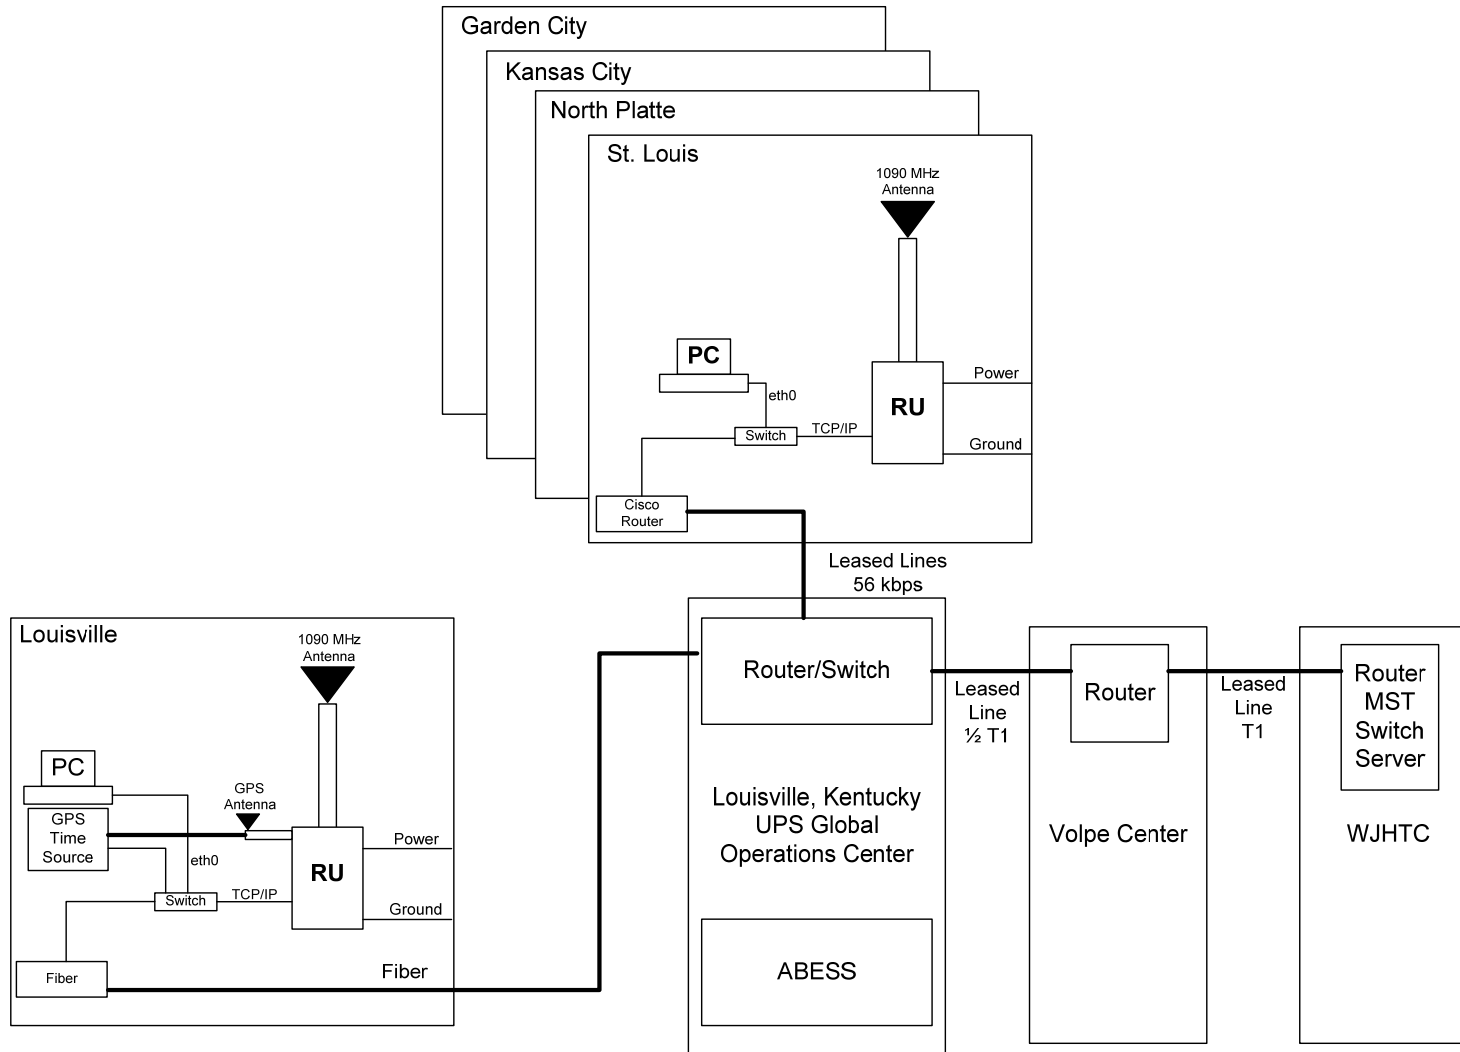 Garden City
Kansas City
North Platte
St. Louis
1090 MHz
Antenna
PC
eth0
Switch
TCP/IP
RU
Power
Ground
Cisco
Router
Leased Lines
56 kbps
Louisville
1090 MHz
Antenna
PC
GPS
Antenna
GPS
Time
Source
eth0
Switch
TCP/IP
RU
Power
Ground
Fiber
Fiber
Router/Switch
Louisville, Kentucky
UPS Global
Operations Center
ABESS
Leased
Line
½ T1
Router
Volpe Center
Leased
Line
T1
Router
MST
Switch
Server
WJHTC